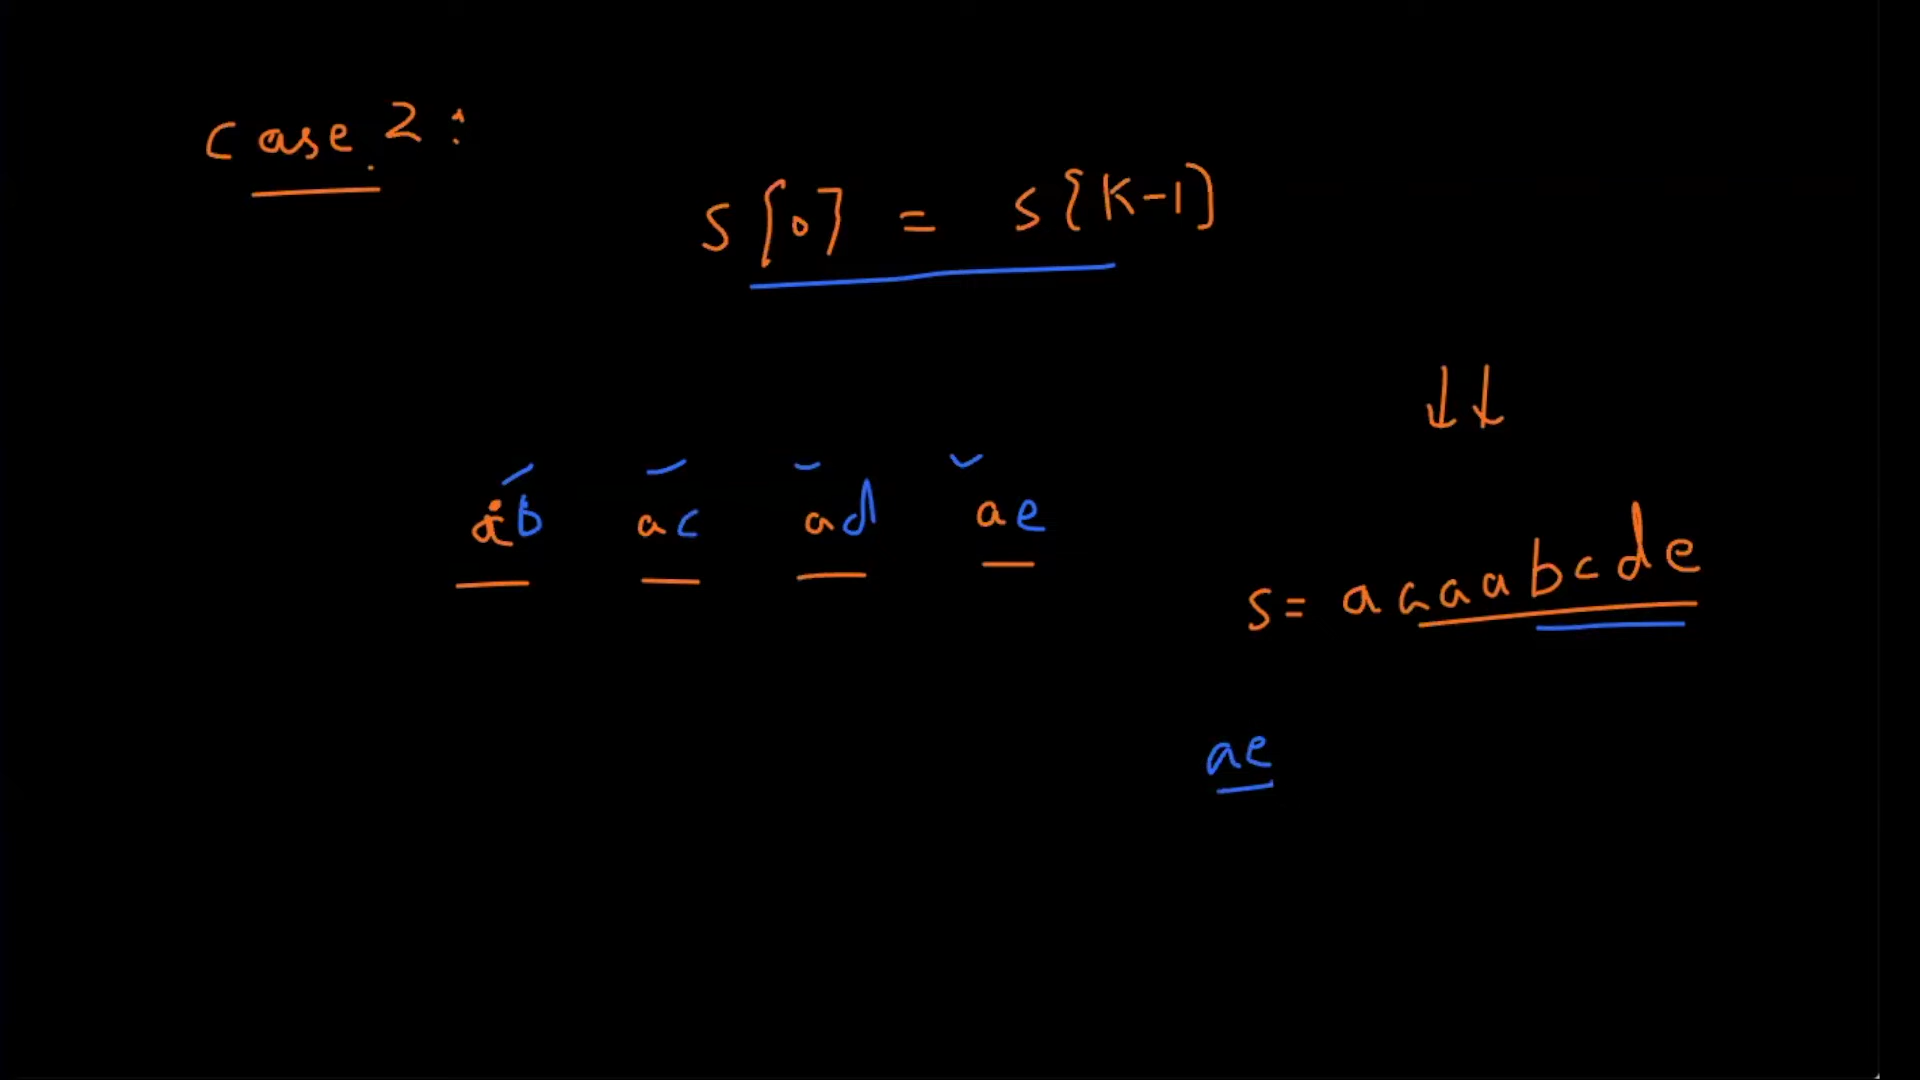 case 2:
s[0] = s{k-1]
ab ac ad ae
s= aaaabcde
ae